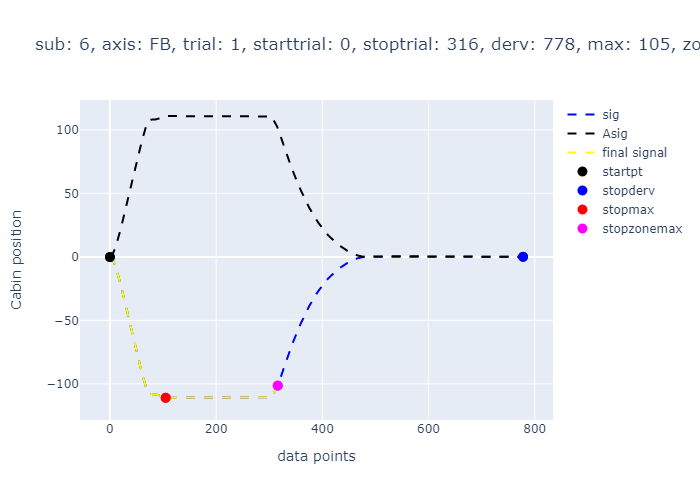 sub: 6, axis: FB, trial: 1, starttrial: 0, stoptrial: 316, derv: 778, max: 105, zo
sig
Asig
final signal
startpt
stopderv
stopmax
stopzonemax
Cabin position
100
50
0
−50
−100
0
200
400
600
800
data points